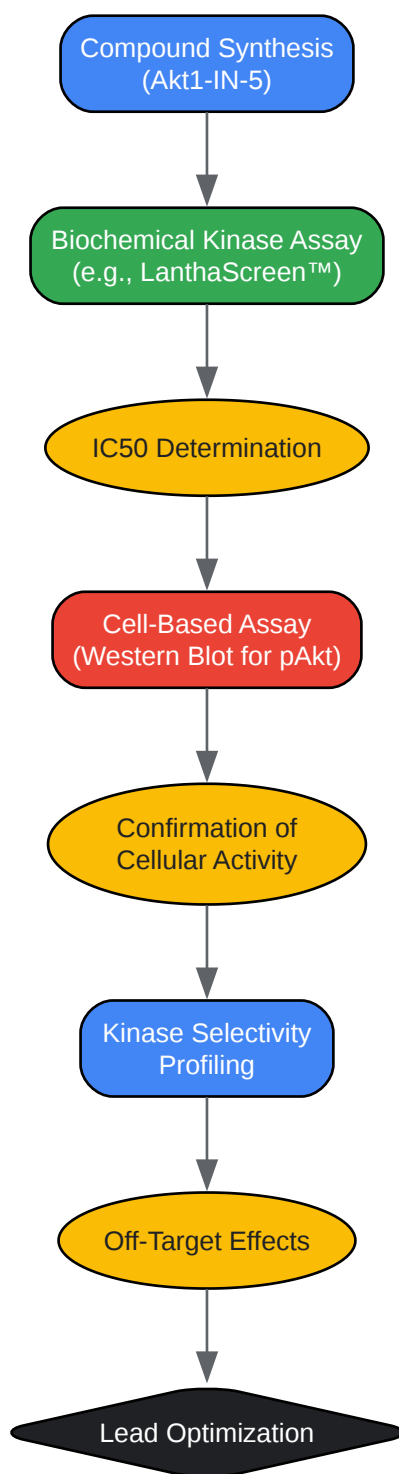 Compound Synthesis
(Akt1-IN-5)
Biochemical Kinase Assay
(e.g., LanthaScreen™)
IC50 Determination
Cell-Based Assay
(Western Blot for pAkt)
Confirmation of
Cellular Activity
Kinase Selectivity
Profiling
Off-Target Effects
Lead Optimization